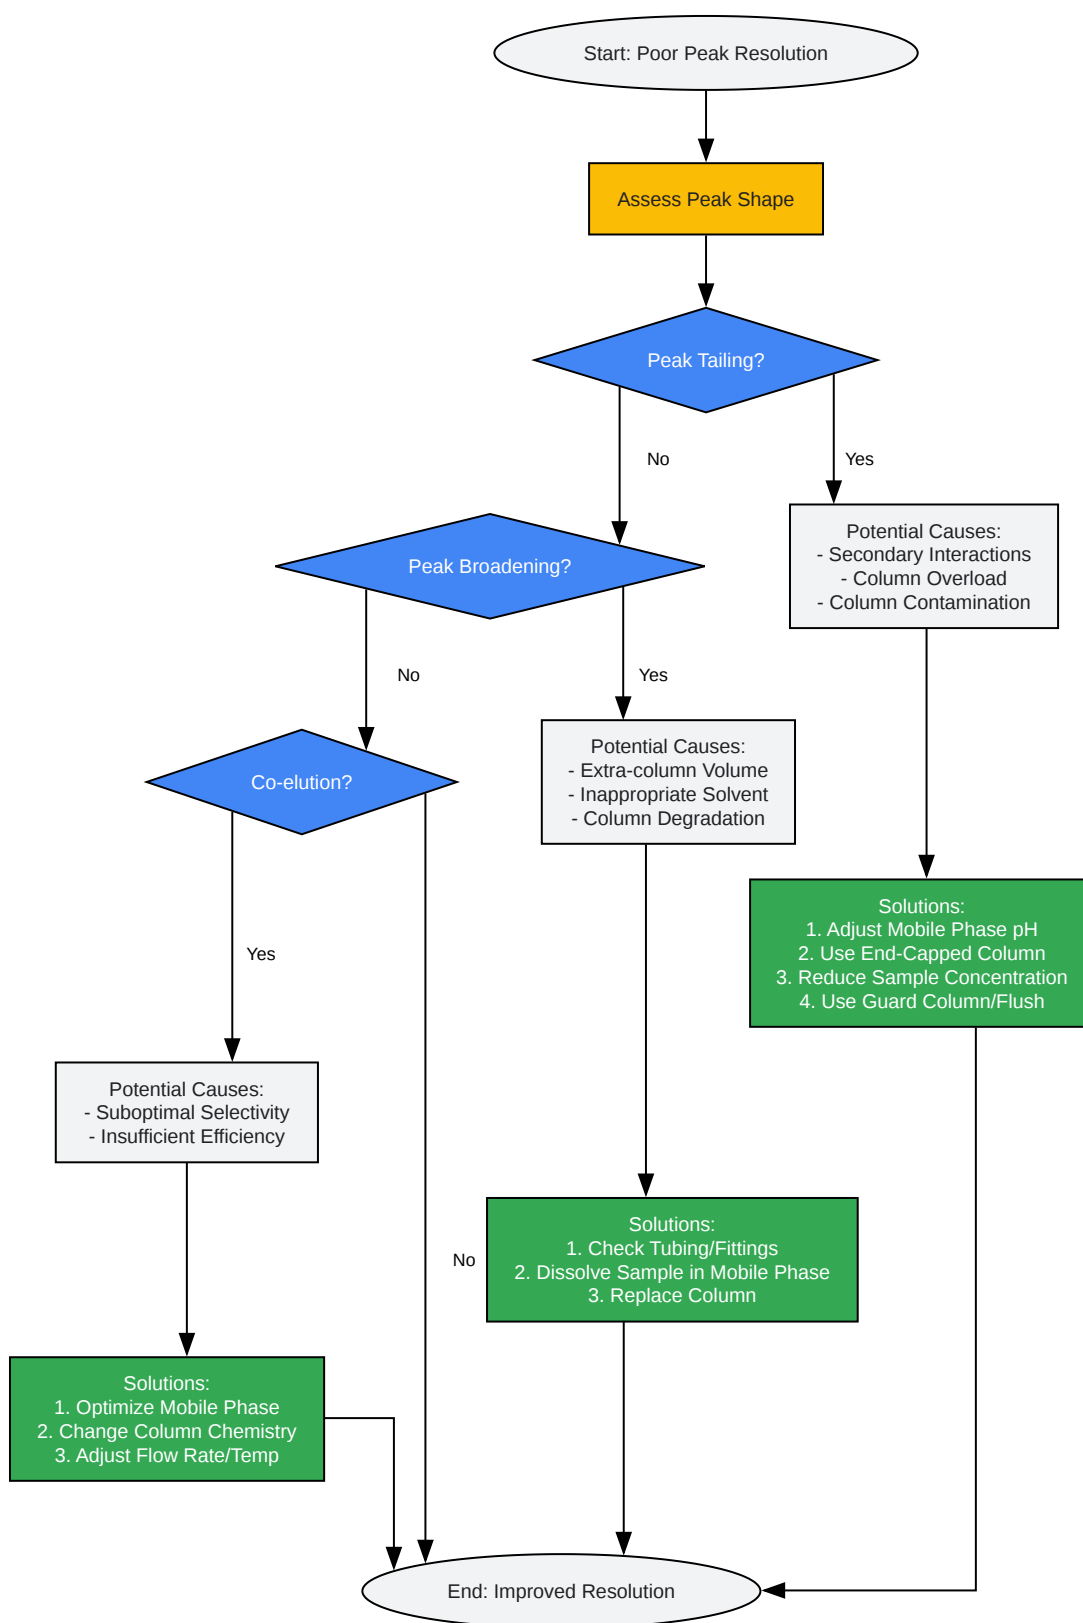 Start: Poor Peak Resolution
Assess Peak Shape
Peak Tailing?
No
Yes
Potential Causes:
- Secondary Interactions
- Column Overload
- Column Contamination
Peak Broadening?
No
Yes
Co-elution?
Potential Causes:
- Extra-column Volume
- Inappropriate Solvent
- Column Degradation
Solutions:
1. Adjust Mobile Phase pH
2. Use End-Capped Column
3. Reduce Sample Concentration
4. Use Guard Column/Flush
Yes
Potential Causes:
- Suboptimal Selectivity
- Insufficient Efficiency
No
Solutions:
1. Check Tubing/Fittings
2. Dissolve Sample in Mobile Phase
3. Replace Column
Solutions:
1. Optimize Mobile Phase
2. Change Column Chemistry
3. Adjust Flow Rate/Temp
End: Improved Resolution